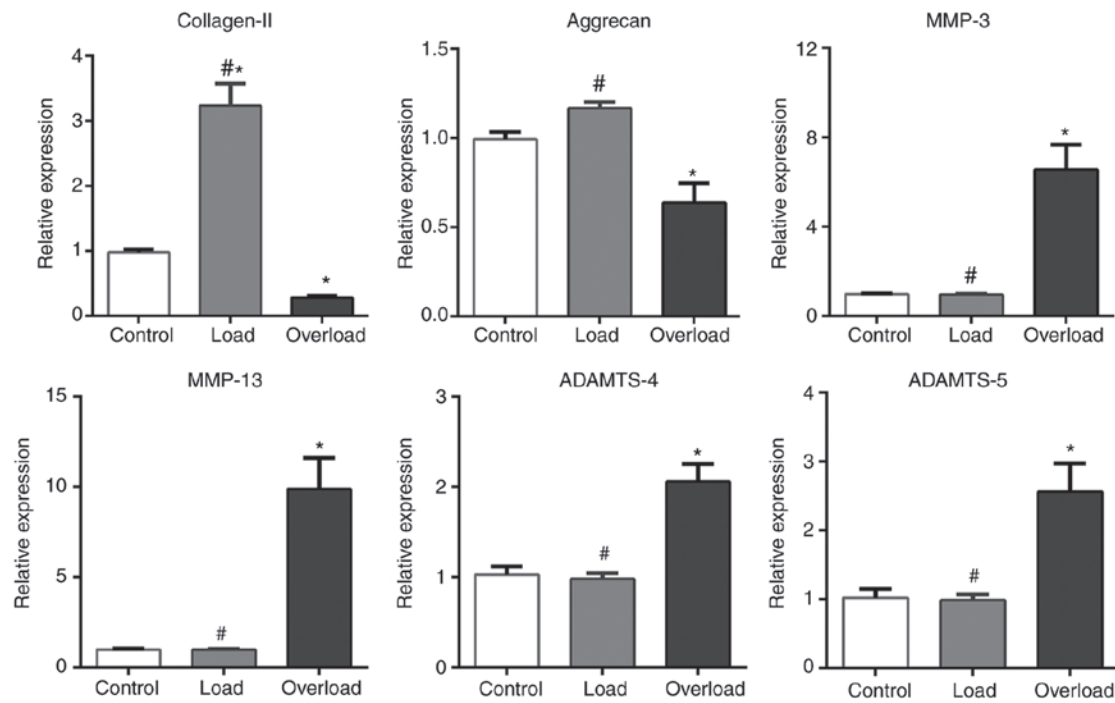 Collagen-II
Relative expression
4
3
2
1
0
#*
*
Control Load Overload
Aggrecan
Relative expression
1.5
1.0
0.5
0.0
#
*
Control Load Overload
MMP-3
Relative expression
12
8
4
0
#
*
Control Load Overload
MMP-13
Relative expression
15
10
5
0
#
*
Control Load Overload
ADAMTS-4
Relative expression
3
2
1
0
#
*
Control Load Overload
ADAMTS-5
Relative expression
4
3
2
1
0
#
*
Control Load Overload